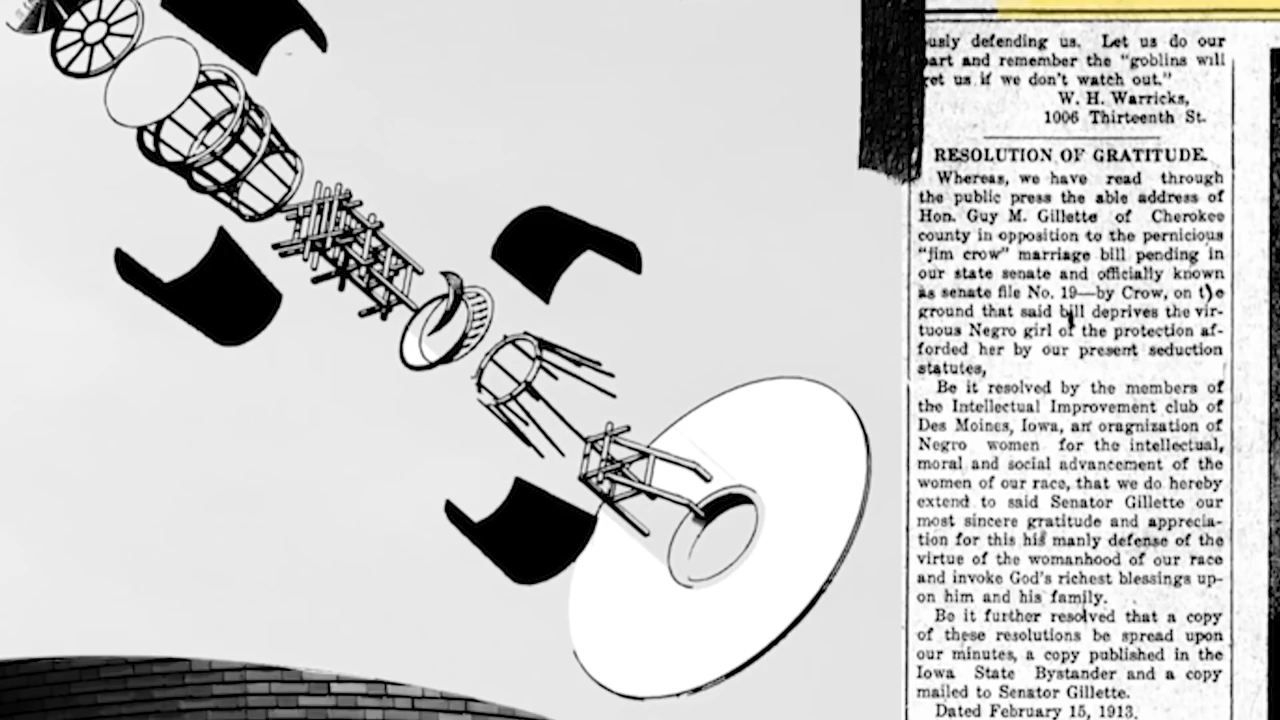 usly defending us. Let us do our
art and remember the "goblins will
get us if we don't watch out."
W. H. Warricks,
1006 Thirteenth St.
RESOLUTION OF GRATITUDE.
Whereas, we have read through
the public press the able address of
Hon. Guy M. Gillette of Cherokee
county in opposition to the pernicious
"jim crow" marriage bill pending in
our state senate and officially known
as senate file No. 19—by Crow, on the
ground that said bill deprives the vir-
tuous Negro girl of the protection af-
forded her by our present seduction
statutes,
Be it resolved by the members of
the Intellectual Improvement club of
Des Moines, Iowa, an oragnization of
Negro women for the intellectual,
moral and social advancement of the
women of our race, that we do hereby
extend to said Senator Gillette our
most sincere gratitude and apprecia-
tion for this his manly defense of the
virtue of the womanhood of our race
and invoke God's richest blessings up-
on him and his family.
Be it further resolved that a copy
of these resolutions be spread upon
our minutes, a copy published in the
Iowa State Bystander and a copy
mailed to Senator Gillette.
Dated February 15, 1913.